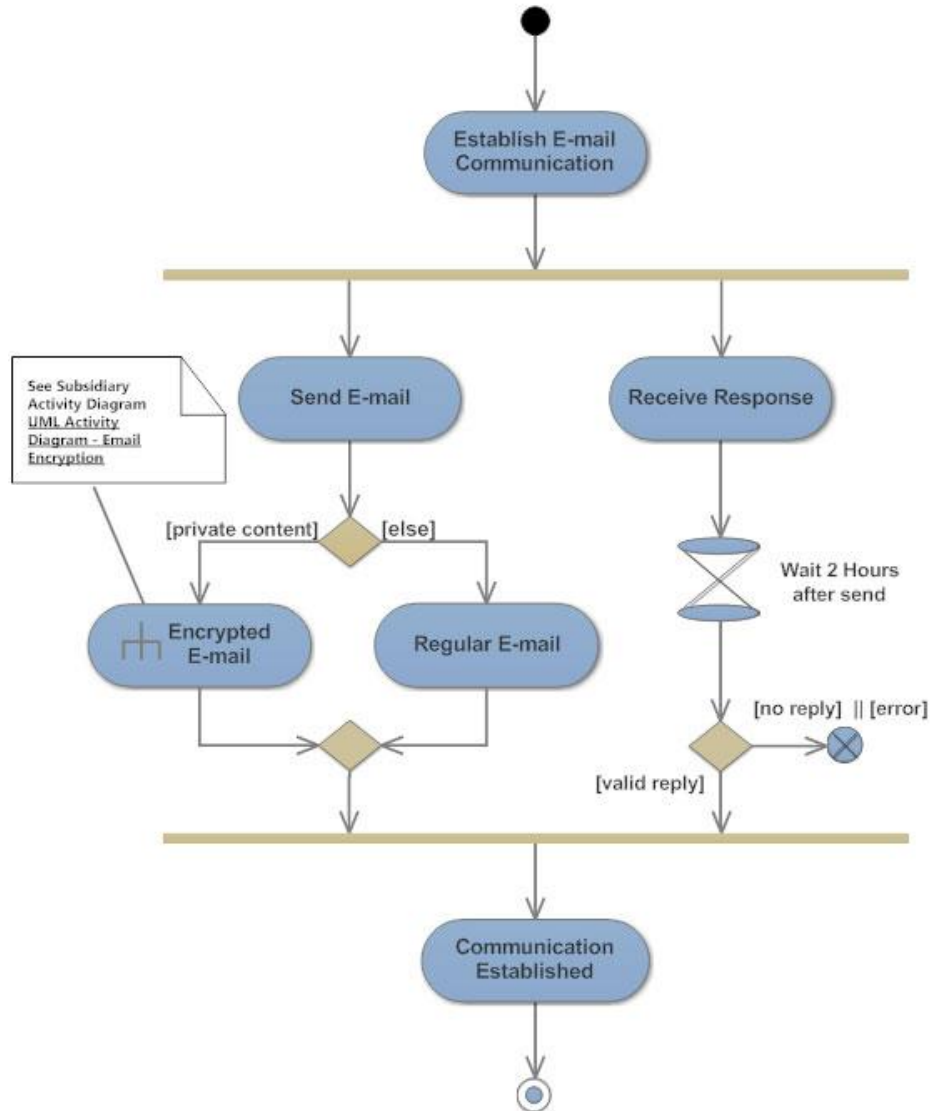 Establish E-mail
Communication
Send E-mail
Receive Response
See Subsidiary
Activity Diagram
UML Activity
Diagram - Email
Encryption
[private content]
[else]
Wait 2 Hours
after send
Encrypted
E-mail
Regular E-mail
[no reply] || [error]
[valid reply]
Communication
Established